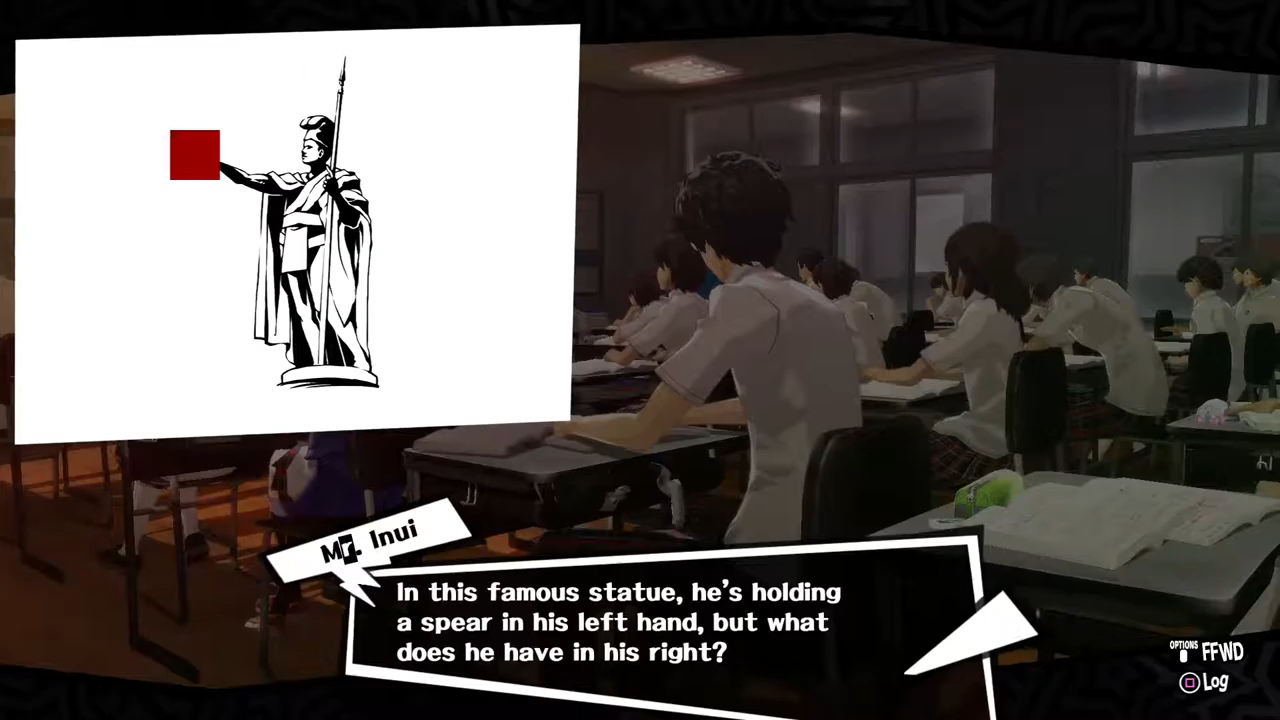 Mr. Inui
In this famous statue, he's holding
a spear in his left hand, but what
does he have in his right?
OPTIONS FFWD
Log